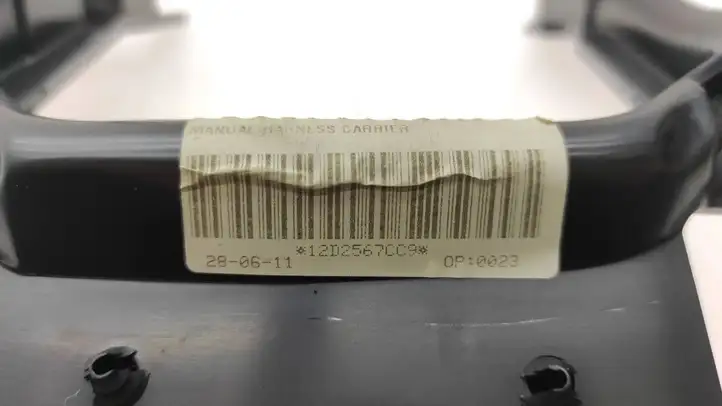 MANUAL HARNESS CARRIER
*12D2567CC9*
28-06-11 OP:0023